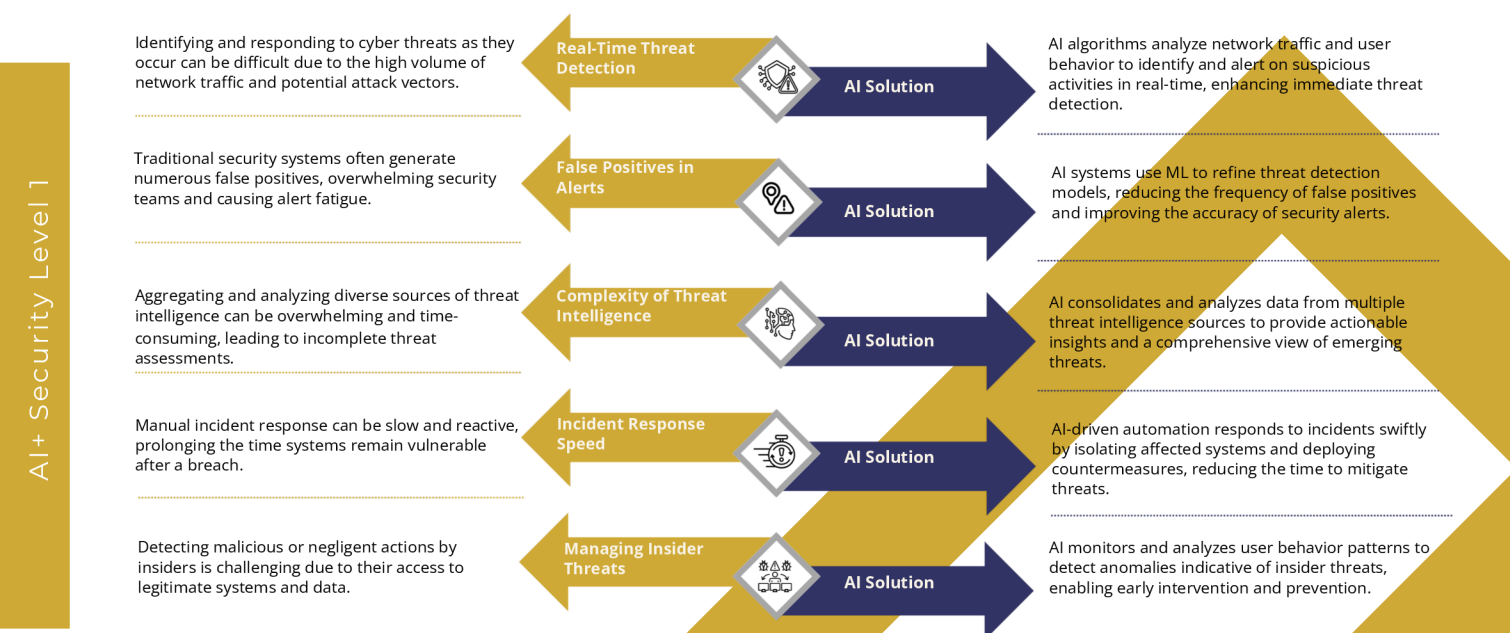 AI+ Security Level 1
Identifying and responding to cyber threats as they
occur can be difficult due to the high volume of
network traffic and potential attack vectors.
Real-Time Threat
Detection
AI Solution
AI algorithms analyze network traffic and user
behavior to identify and alert on suspicious
activities in real-time, enhancing immediate threat
detection.
Traditional security systems often generate
numerous false positives, overwhelming security
teams and causing alert fatigue.
False Positives in
Alerts
AI Solution
AI systems use ML to refine threat detection
models, reducing the frequency of false positives
and improving the accuracy of security alerts.
Aggregating and analyzing diverse sources of threat
intelligence can be overwhelming and time-
consuming, leading to incomplete threat
assessments.
Complexity of Threat
Intelligence
AI Solution
AI consolidates and analyzes data from multiple
threat intelligence sources to provide actionable
insights and a comprehensive view of emerging
threats.
Manual incident response can be slow and reactive,
prolonging the time systems remain vulnerable
after a breach.
Incident Response
Speed
AI Solution
AI-driven automation responds to incidents swiftly
by isolating affected systems and deploying
countermeasures, reducing the time to mitigate
threats.
Detecting malicious or negligent actions by
insiders is challenging due to their access to
legitimate systems and data.
Managing Insider
Threats
AI Solution
AI monitors and analyzes user behavior patterns to
detect anomalies indicative of insider threats,
enabling early intervention and prevention.